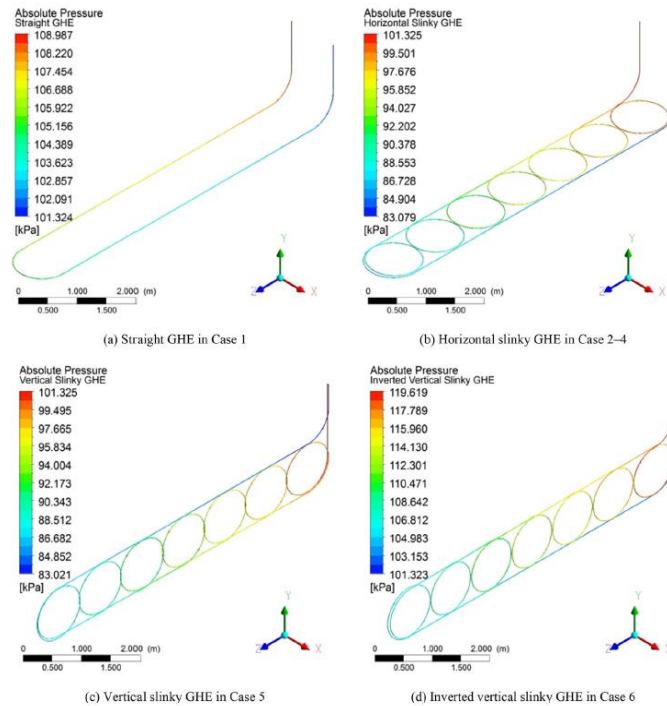 Absolute Pressure
Straight GHE
108.987
108.220
107.454
106.688
105.922
105.156
104.389
103.623
102.857
102.091
101.324
[kPa]
0 1.000 2.000 (m)
0.500 1.500
Y
Z X
(a) Straight GHE in Case 1
Absolute Pressure
Horizontal Slinky GHE
101.325
99.501
97.676
95.852
94.027
92.202
90.378
88.553
86.728
84.904
83.079
[kPa]
0 1.000 2.000 (m)
0.500 1.500
Y
Z X
(b) Horizontal slinky GHE in Case 2–4
Absolute Pressure
Vertical Slinky GHE
101.325
99.495
97.665
95.834
94.004
92.173
90.343
88.512
86.682
84.852
83.021
[kPa]
0 1.000 2.000 (m)
0.500 1.500
Y
Z X
(c) Vertical slinky GHE in Case 5
Absolute Pressure
Inverted Vertical Slinky GHE
119.619
117.789
115.960
114.130
112.301
110.471
108.642
106.812
104.983
103.153
101.323
[kPa]
0 1.000 2.000 (m)
0.500 1.500
Y
Z X
(d) Inverted vertical slinky GHE in Case 6